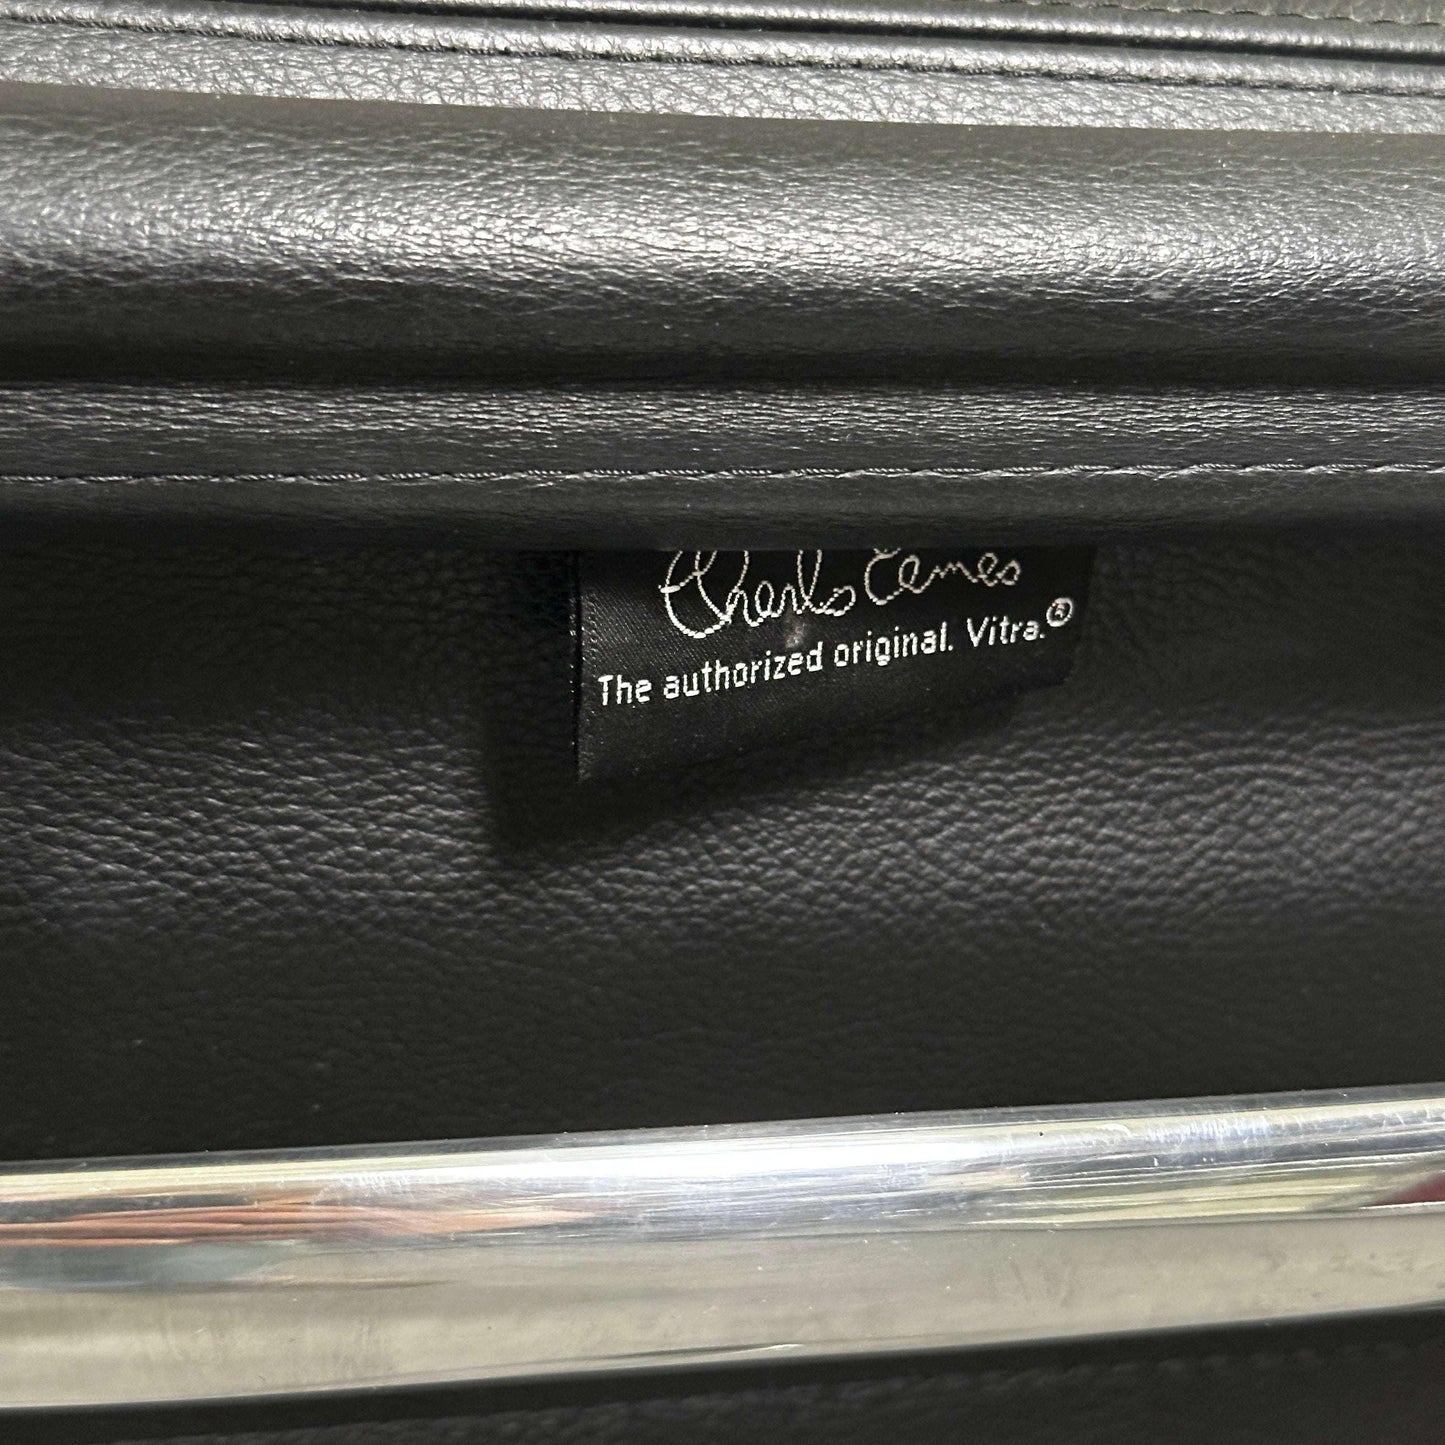 Charles Eames
The authorized original. Vitra.®